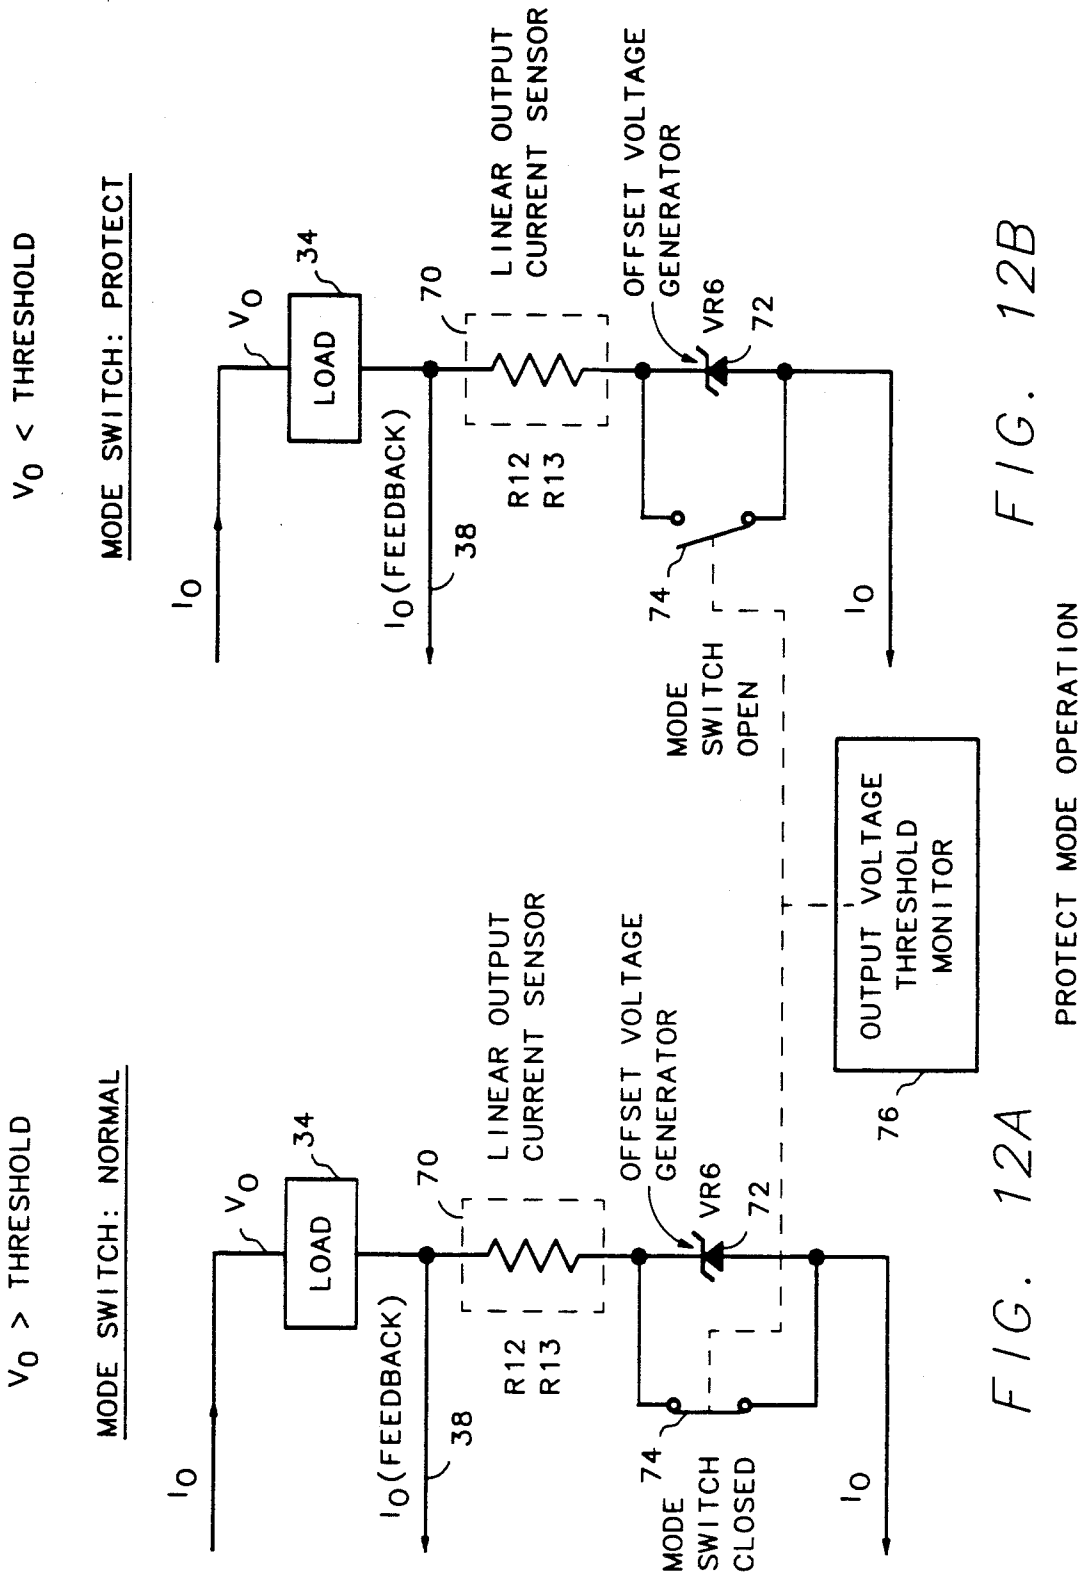 V0 > THRESHOLD
MODE SWITCH: NORMAL
I0
V0
LOAD
34
I0(FEEDBACK)
38
70
R12
R13
LINEAR OUTPUT
CURRENT SENSOR
OFFSET VOLTAGE
GENERATOR
VR6
72
74
MODE
SWITCH
CLOSED
I0
FIG. 12A
V0 < THRESHOLD
MODE SWITCH: PROTECT
I0
V0
LOAD
34
I0(FEEDBACK)
38
70
R12
R13
LINEAR OUTPUT
CURRENT SENSOR
OFFSET VOLTAGE
GENERATOR
VR6
72
74
MODE
SWITCH
OPEN
I0
FIG. 12B
OUTPUT VOLTAGE
THRESHOLD
MONITOR
76
PROTECT MODE OPERATION